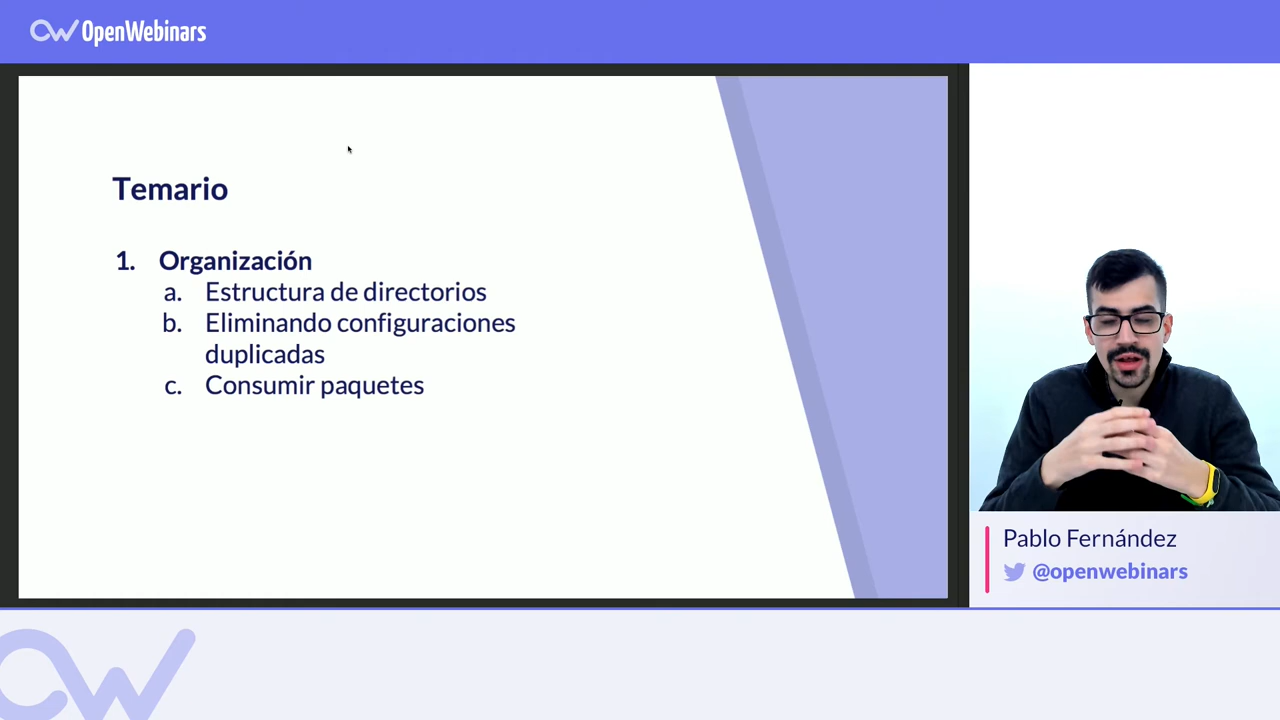 OpenWebinars
Temario
1. Organización
a. Estructura de directorios
b. Eliminando configuraciones
duplicadas
c. Consumir paquetes
Pablo Fernández
@openwebinars